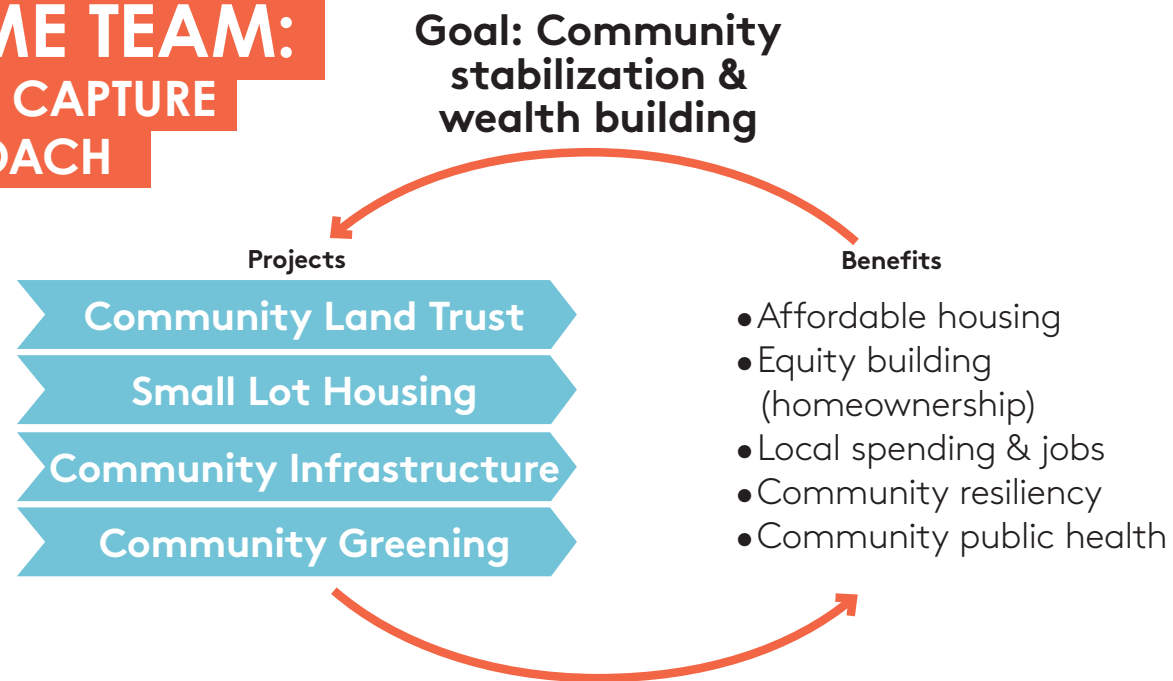 ME TEAM:
CAPTURE
OACH
Goal: Community
stabilization &
wealth building
Projects
Community Land Trust
Small Lot Housing
Community Infrastructure
Community Greening
Benefits
•Affordable housing
•Equity building
(homeownership)
•Local spending & jobs
•Community resiliency
•Community public health